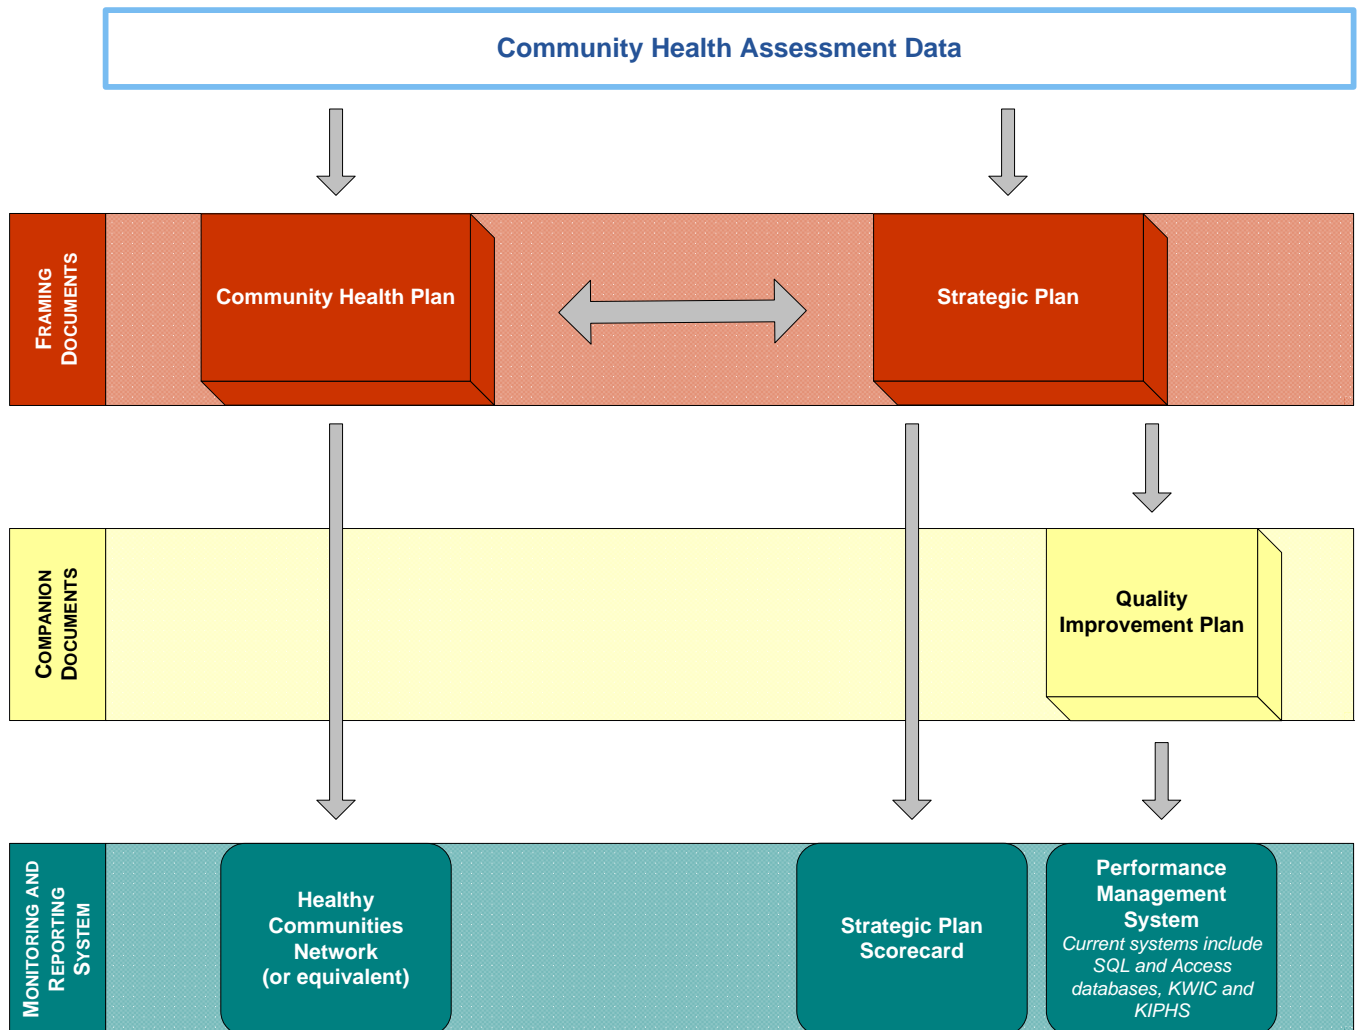 Community Health Assessment Data
FRAMING
DOCUMENTS
Community Health Plan
Strategic Plan
COMPANION
DOCUMENTS
Quality
Improvement Plan
MONITORING AND
REPORTING
SYSTEM
Healthy
Communities
Network
(or equivalent)
Strategic Plan
Scorecard
Performance
Management
System
Current systems include
SQL and Access
databases, KWIC and
KIPHS